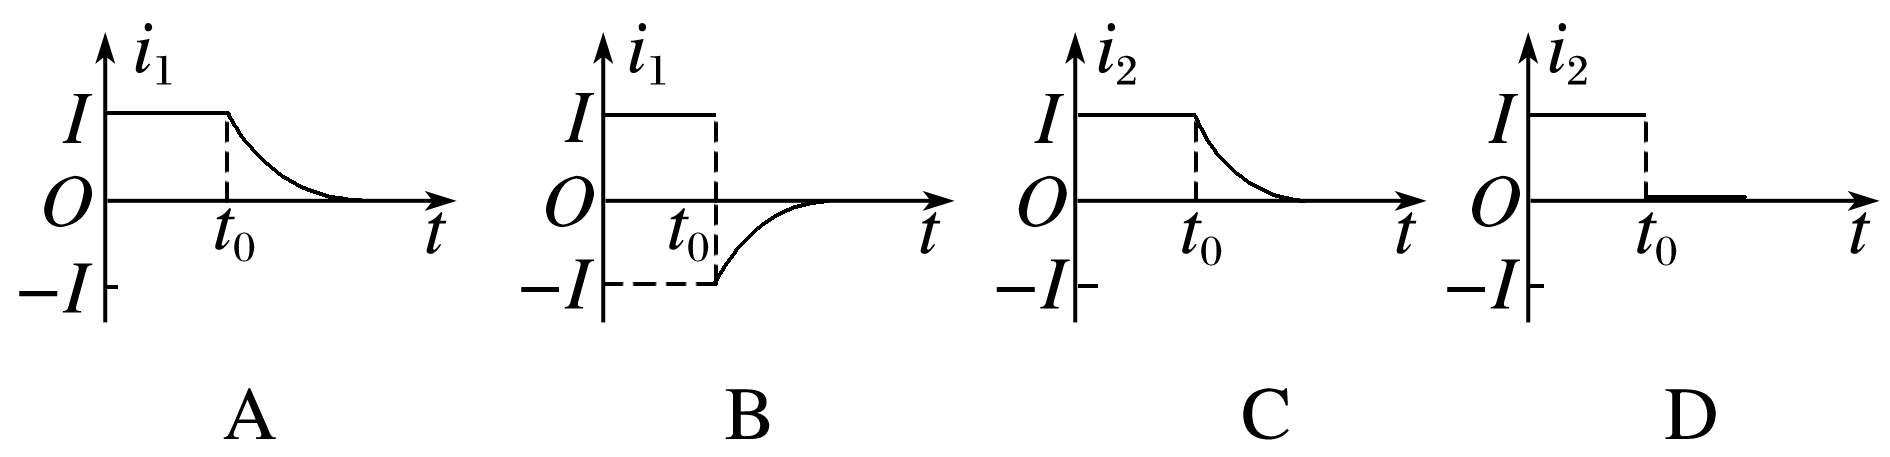 i₁ i₁ i₂ i₂
I I I I
O O O O
t₀ t t₀ t t₀ t t₀ t
−I −I −I −I
A B C D